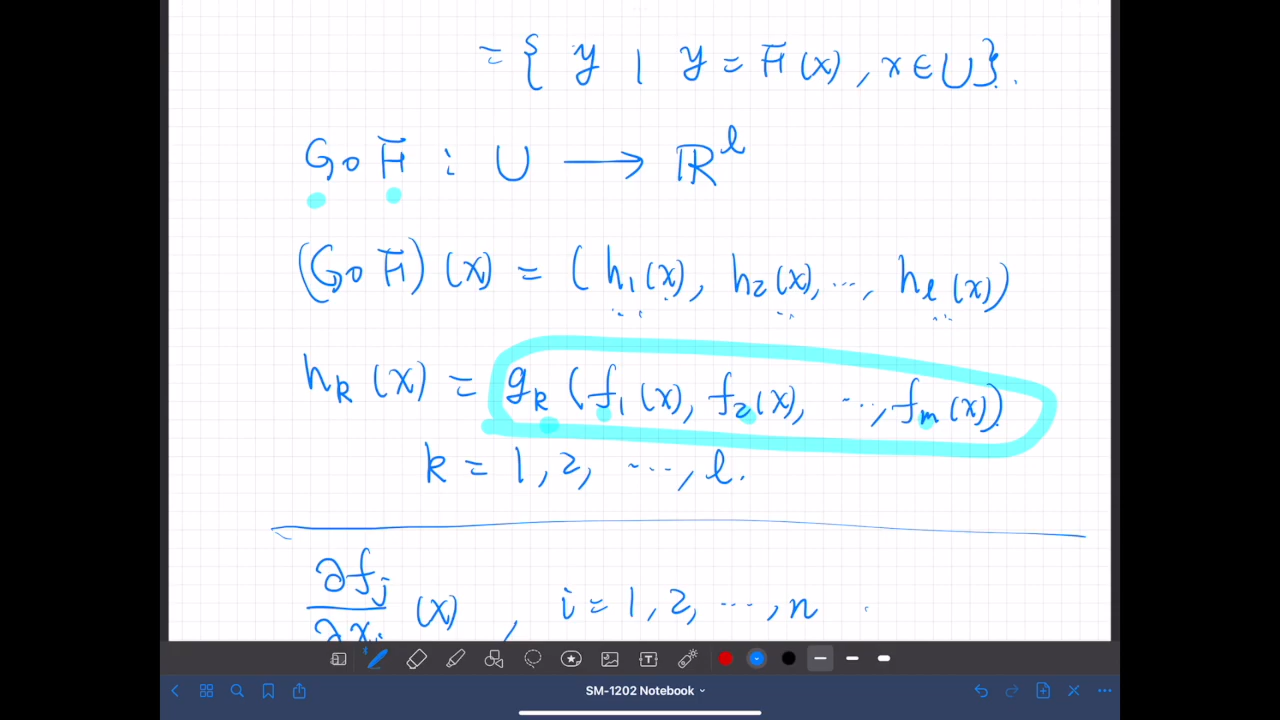 = { y | y = F(x), x ∈ U }.
G∘F : U ⟶ ℝ^l
(G∘F)(x) = (h₁(x), h₂(x), ..., h_l(x))
h_k(x) = g_k(f₁(x), f₂(x), ..., f_m(x))
k = 1, 2, ..., l.
∂f_j/∂x_i (x), i = 1, 2, ..., n
SM-1202 Notebook